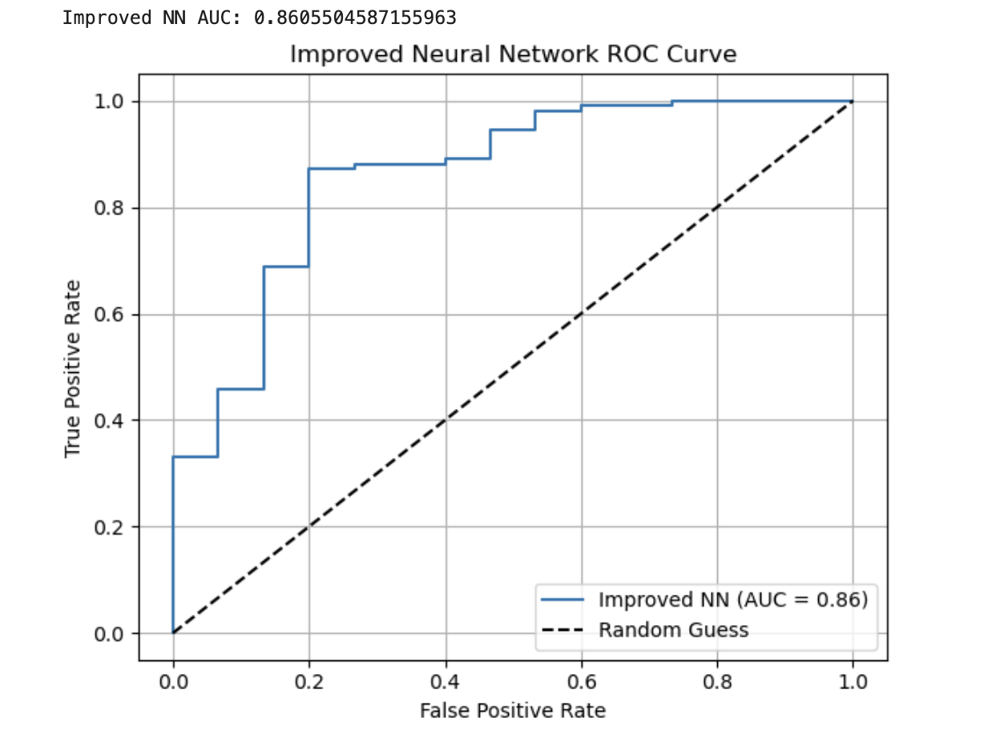 Improved NN AUC: 0.8605504587155963
Improved Neural Network ROC Curve
1.0
0.8
0.6
0.4
0.2
0.0
True Positive Rate
Improved NN (AUC = 0.86)
Random Guess
0.0 0.2 0.4 0.6 0.8 1.0
False Positive Rate